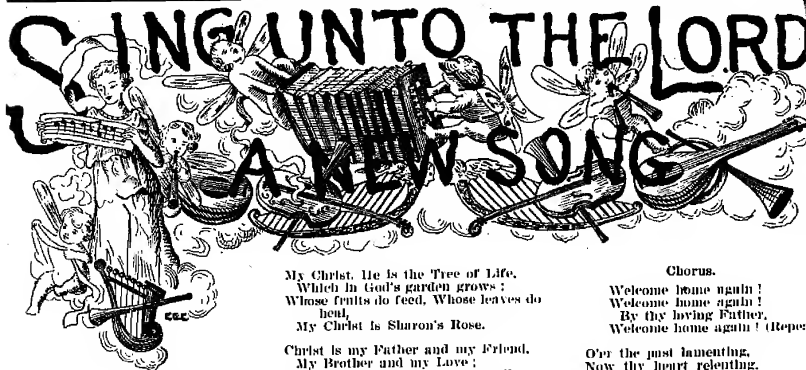 SING UNTO THE LORD
A NEW SONG
C.C.C.
My Christ, He is the Tree of Life,
Which in God's garden grows;
Whose fruits do feed, Whose leaves do
heal,
My Christ is Sharon's Rose.
Christ is my Father and my Friend,
My Brother and my Love;
Chorus.
Welcome home again!
Welcome home again!
By thy loving Father,
Welcome home again! (Repe
O'er the past lamenting,
Now thy heart relenting,